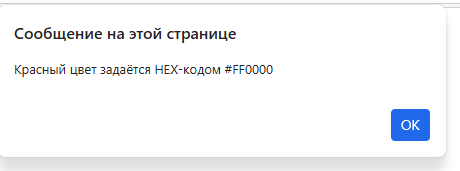 Сообщение на этой странице
Красный цвет задаётся HEX-кодом #FF0000
OK